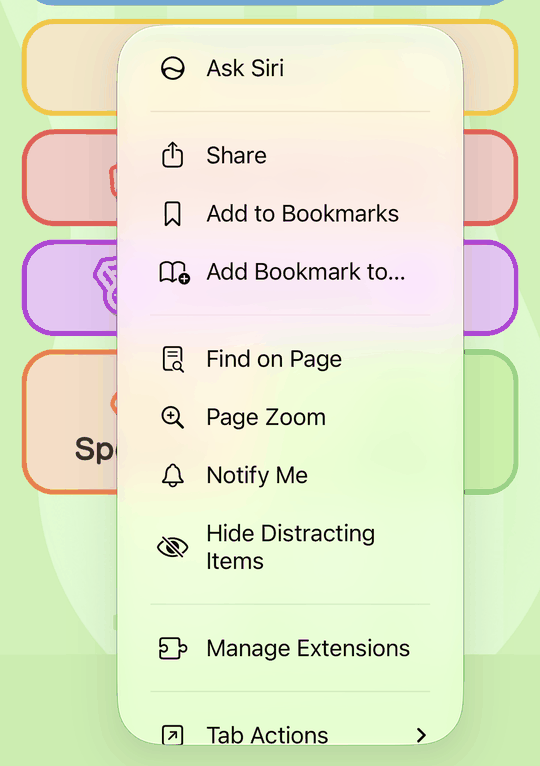 Ask Siri
Share
Add to Bookmarks
Add Bookmark to...
Find on Page
Page Zoom
Notify Me
Hide Distracting
Items
Manage Extensions
Tab Actions